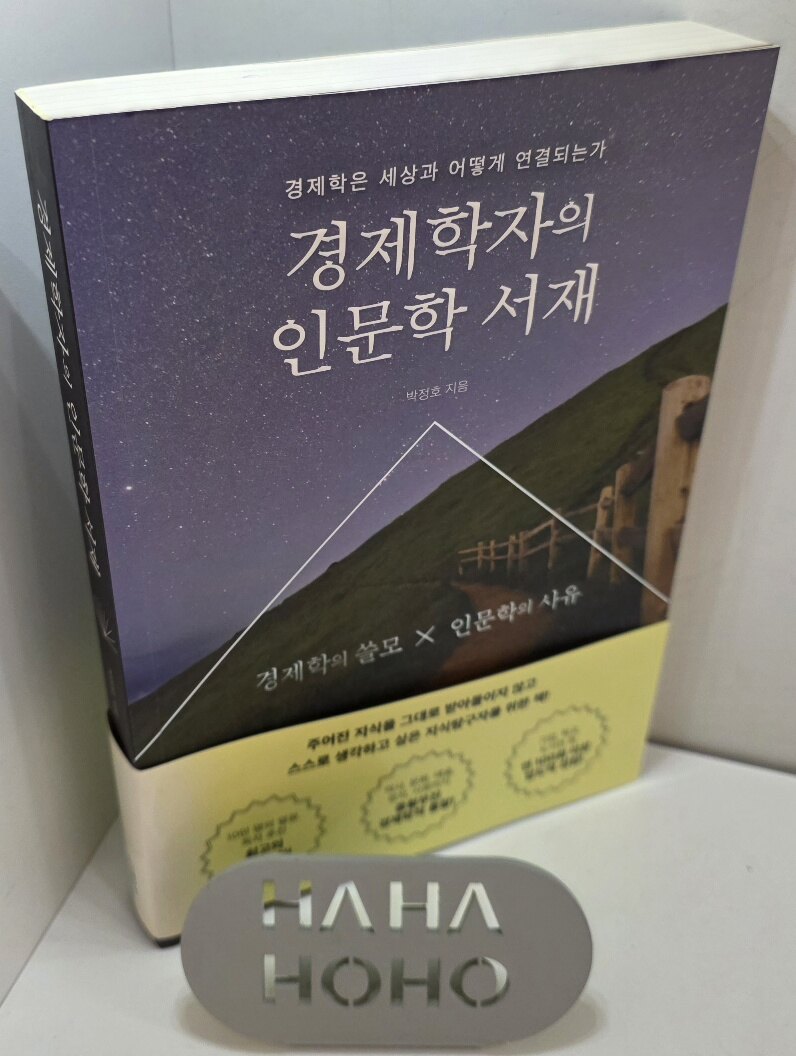 경제학은 세상과 어떻게 연결되는가
경제학자의
인문학 서재
박정호 지음
경제학의 쓸모 × 인문학의 사유
주어진 지식을 그대로 받아들이지 않고
스스로 생각하고 싶은 지식탐구자를 위한 책!
경제학자의 인문학 서재
HAHA
HOHO